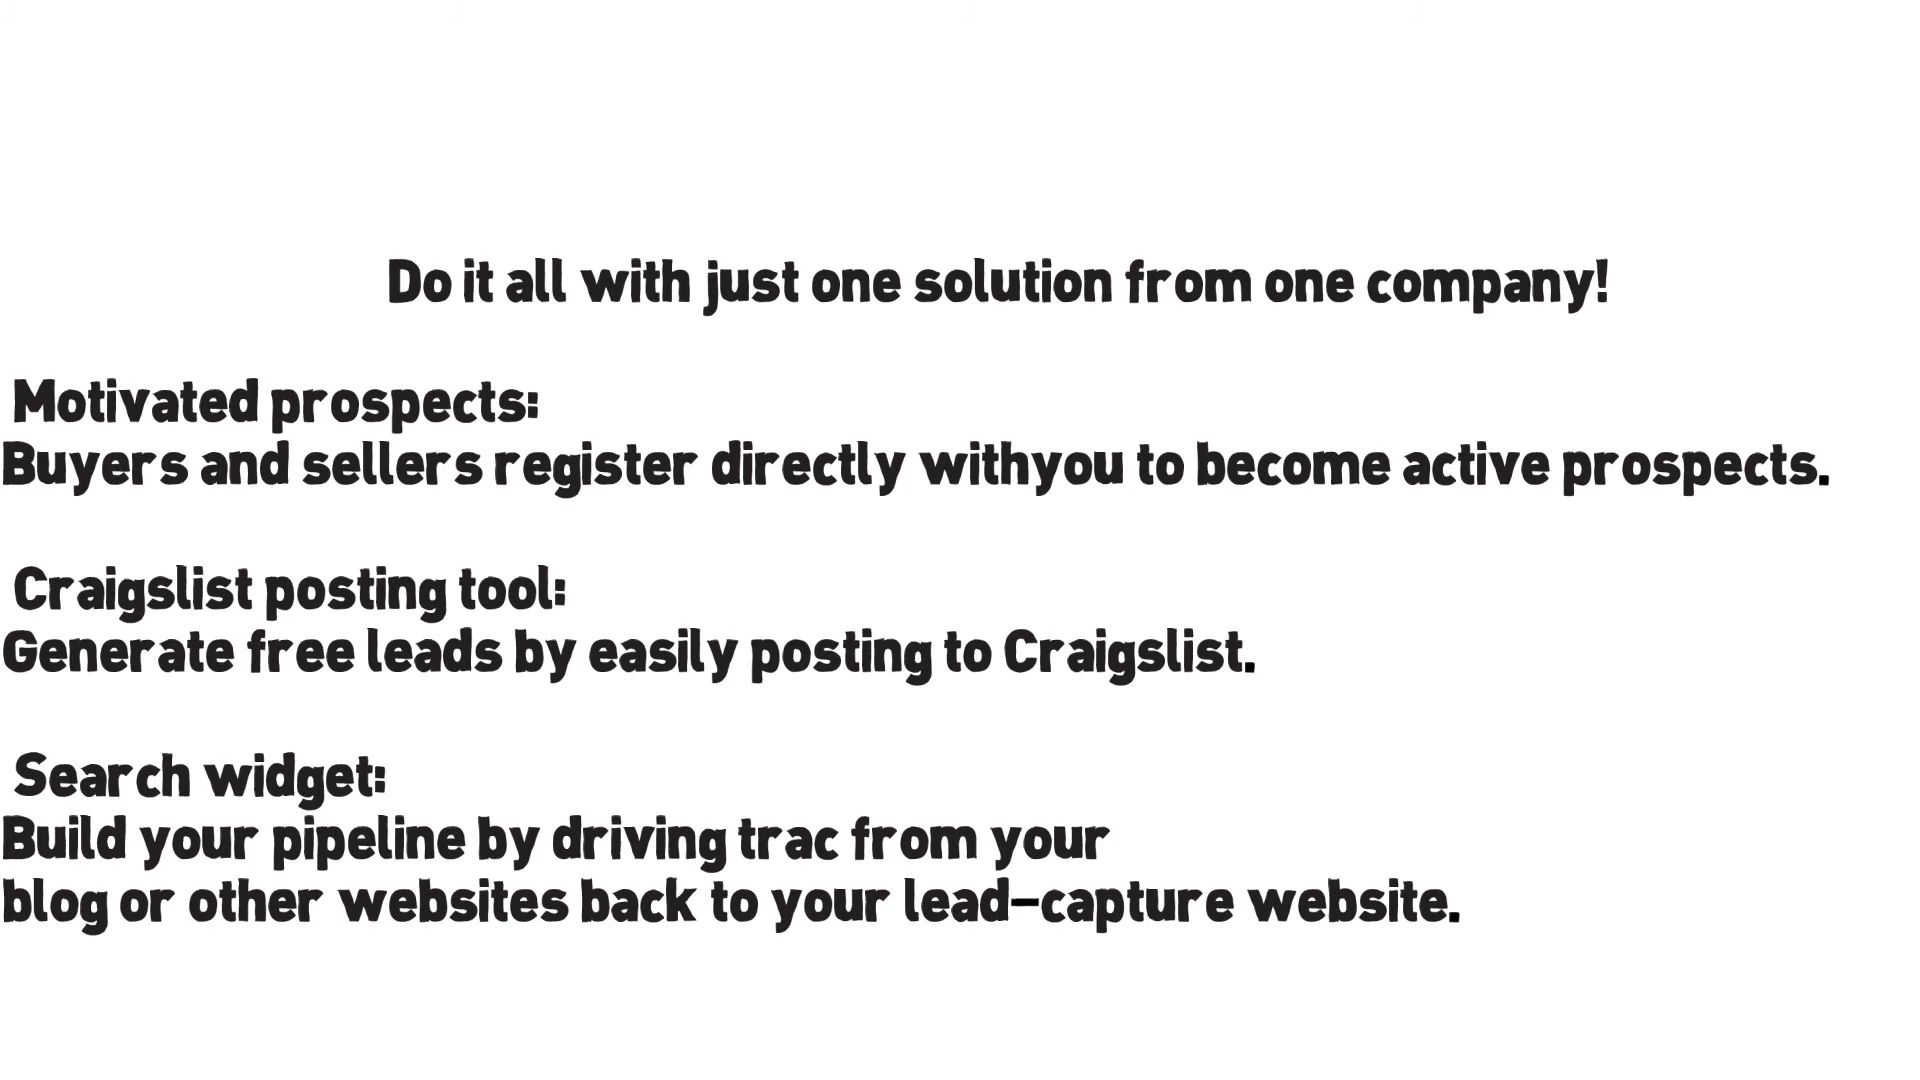 Do it all with just one solution from one company!
Motivated prospects:
Buyers and sellers register directly withyou to become active prospects.
Craigslist posting tool:
Generate free leads by easily posting to Craigslist.
Search widget:
Build your pipeline by driving trac from your
blog or other websites back to your lead–capture website.